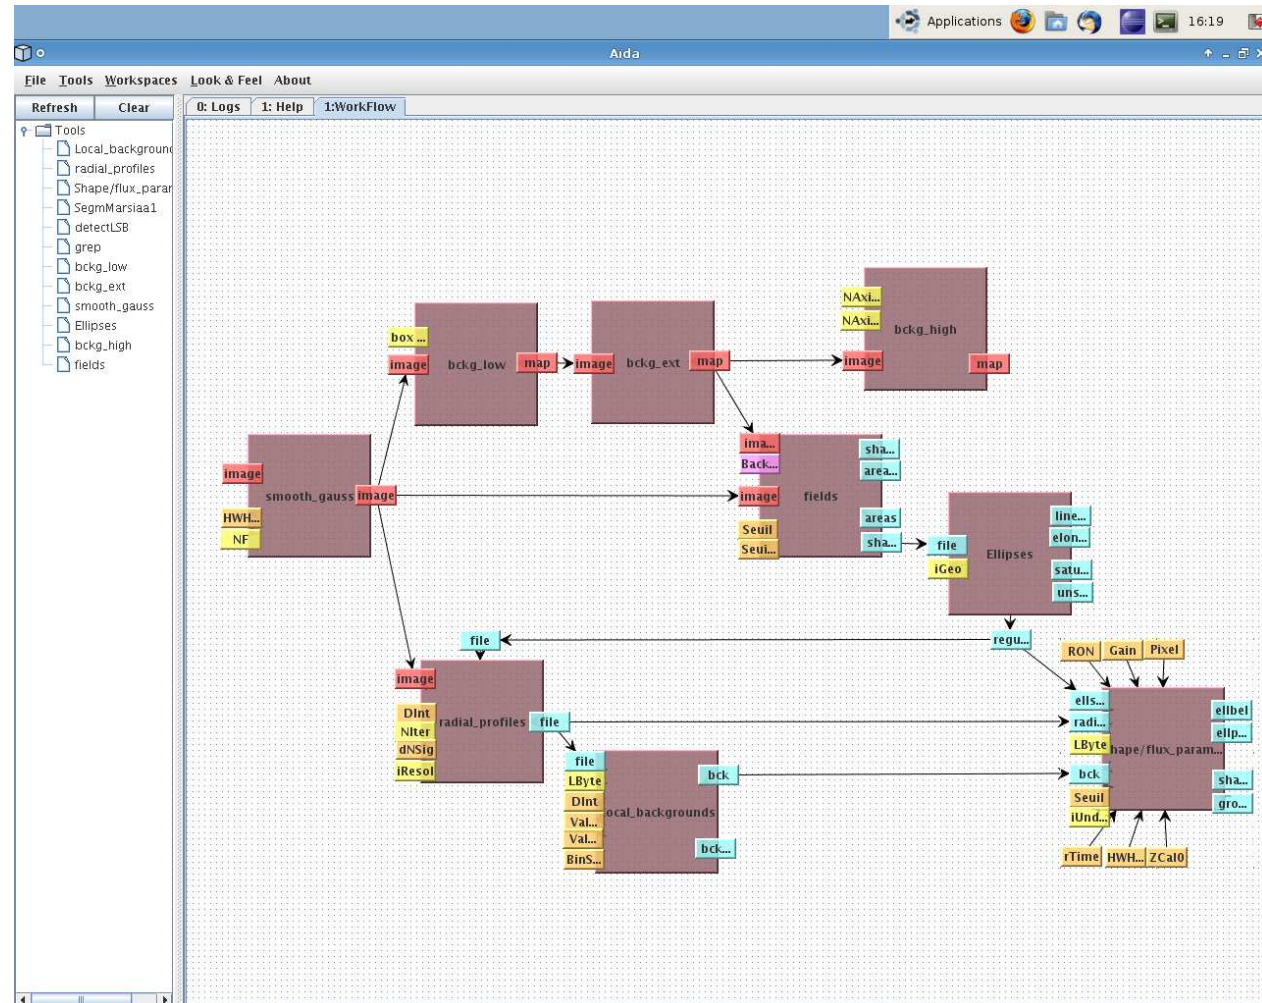 Applications 16:19
Aida
File Tools Workspaces Look & Feel About
Refresh Clear
0: Logs 1: Help 1:WorkFlow
Tools
Local_background
radial_profiles
Shape/flux_parar
SegmMarsiaa1
detectLSB
grep
bckg_low
bckg_ext
smooth_gauss
Ellipses
bckg_high
fields
box ...
image
bckg_low
map
image
bckg_ext
map
NAxi...
NAxi...
bckg_high
image
map
image
smooth_gauss
image
HWH...
NF
ima...
Back...
image
fields
Seuil
Seui...
sha...
area...
areas
sha...
file
iGeo
Ellipses
line...
elon...
satu...
uns...
regu...
file
image
DInt
NIter
dNSig
iResol
radial_profiles
file
file
LByte
DInt
Val...
Val...
BinS...
ocal_backgrounds
bck
bck...
RON Gain Pixel
ells...
radi...
LByte
hape/flux_param...
bck
Seuil
iUnd...
ellbel
ellp...
sha...
gro...
rTime HWH... ZCal0